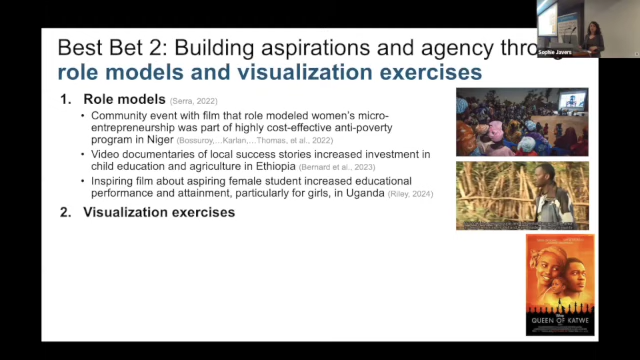 Best Bet 2: Building aspirations and agency throu
role models and visualization exercises
1. Role models (Serra, 2022)
• Community event with film that role modeled women's micro-
entrepreneurship was part of highly cost-effective anti-poverty
program in Niger (Bossuroy,…Karlan,…Thomas, et al., 2022)
• Video documentaries of local success stories increased investment in
child education and agriculture in Ethiopia (Bernard et al., 2023)
• Inspiring film about aspiring female student increased educational
performance and attainment, particularly for girls, in Uganda (Riley, 2024)
2. Visualization exercises
Sophie Javers
QUEEN OF KATWE